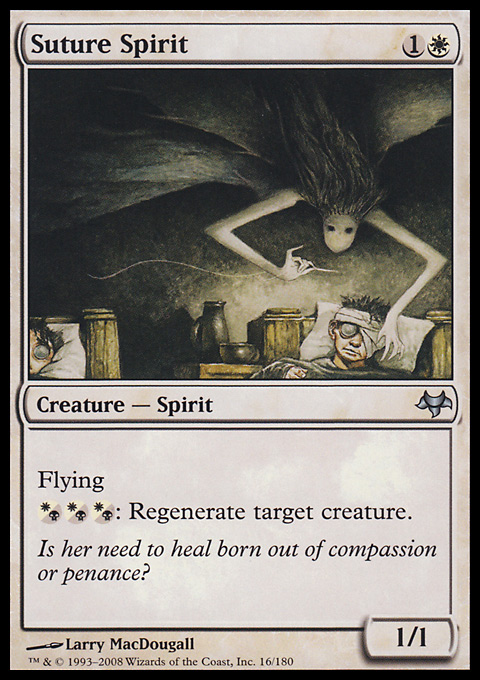 Suture Spirit 1
Creature — Spirit
Flying
: Regenerate target creature.
Is her need to heal born out of compassion
or penance?
1/1
Larry MacDougall
™ & © 1993–2008 Wizards of the Coast, Inc. 16/180